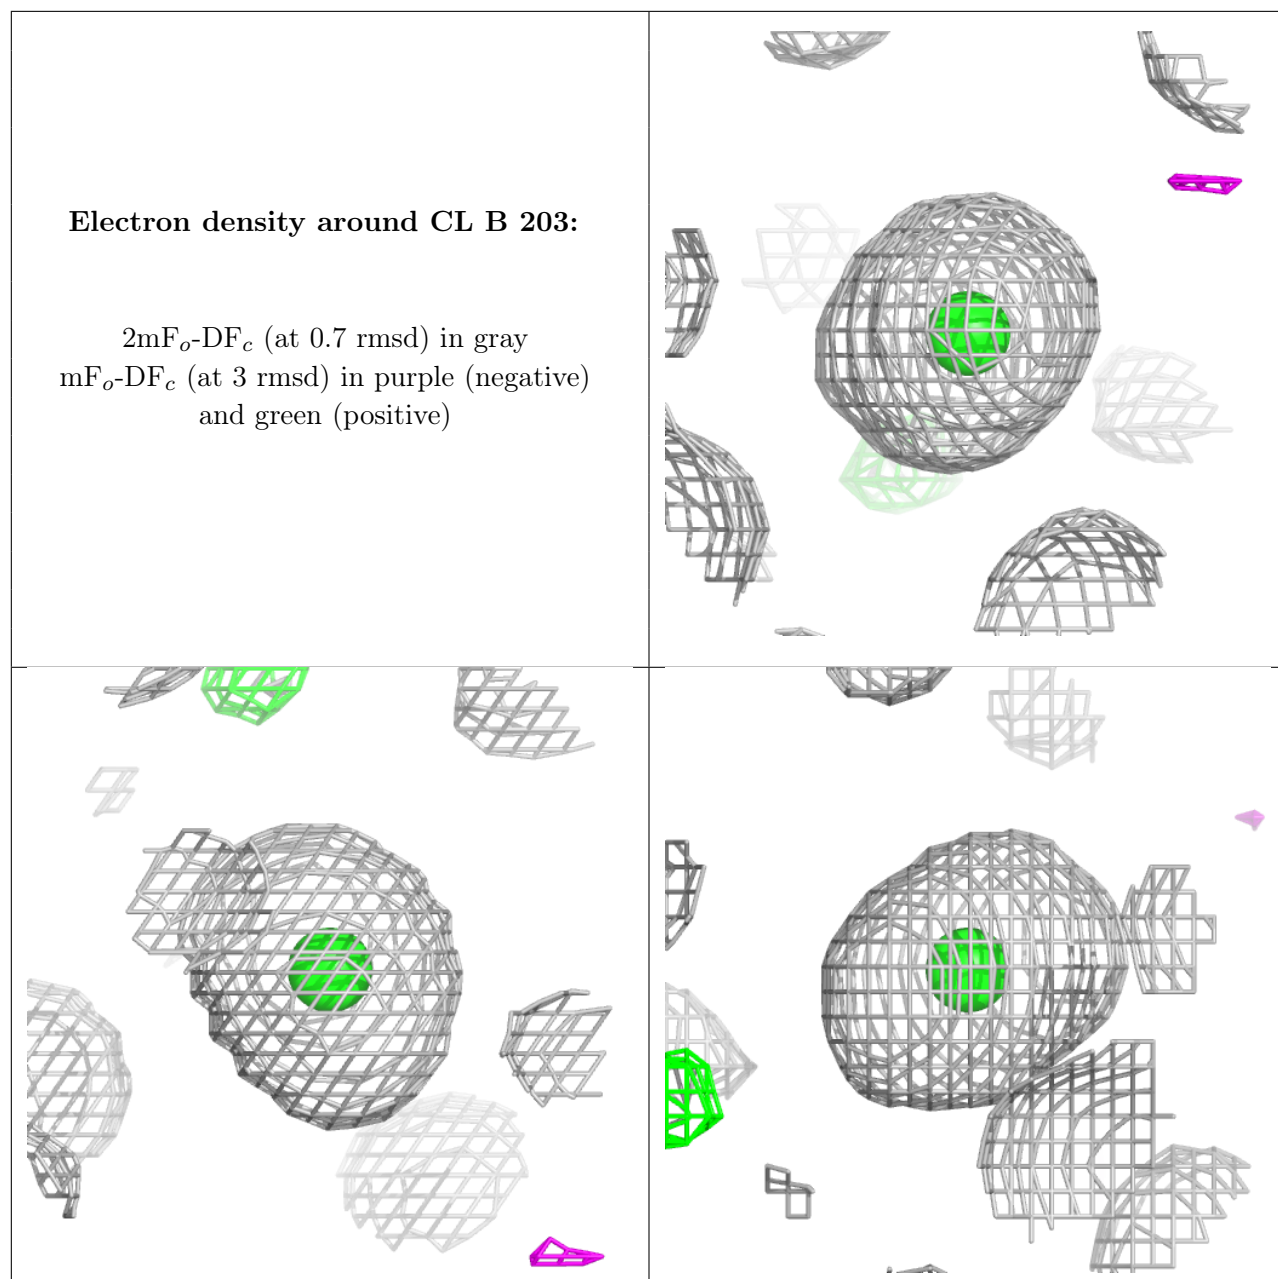 Electron density around CL B 203:
2mFo-DFc (at 0.7 rmsd) in gray
mFo-DFc (at 3 rmsd) in purple (negative)
and green (positive)